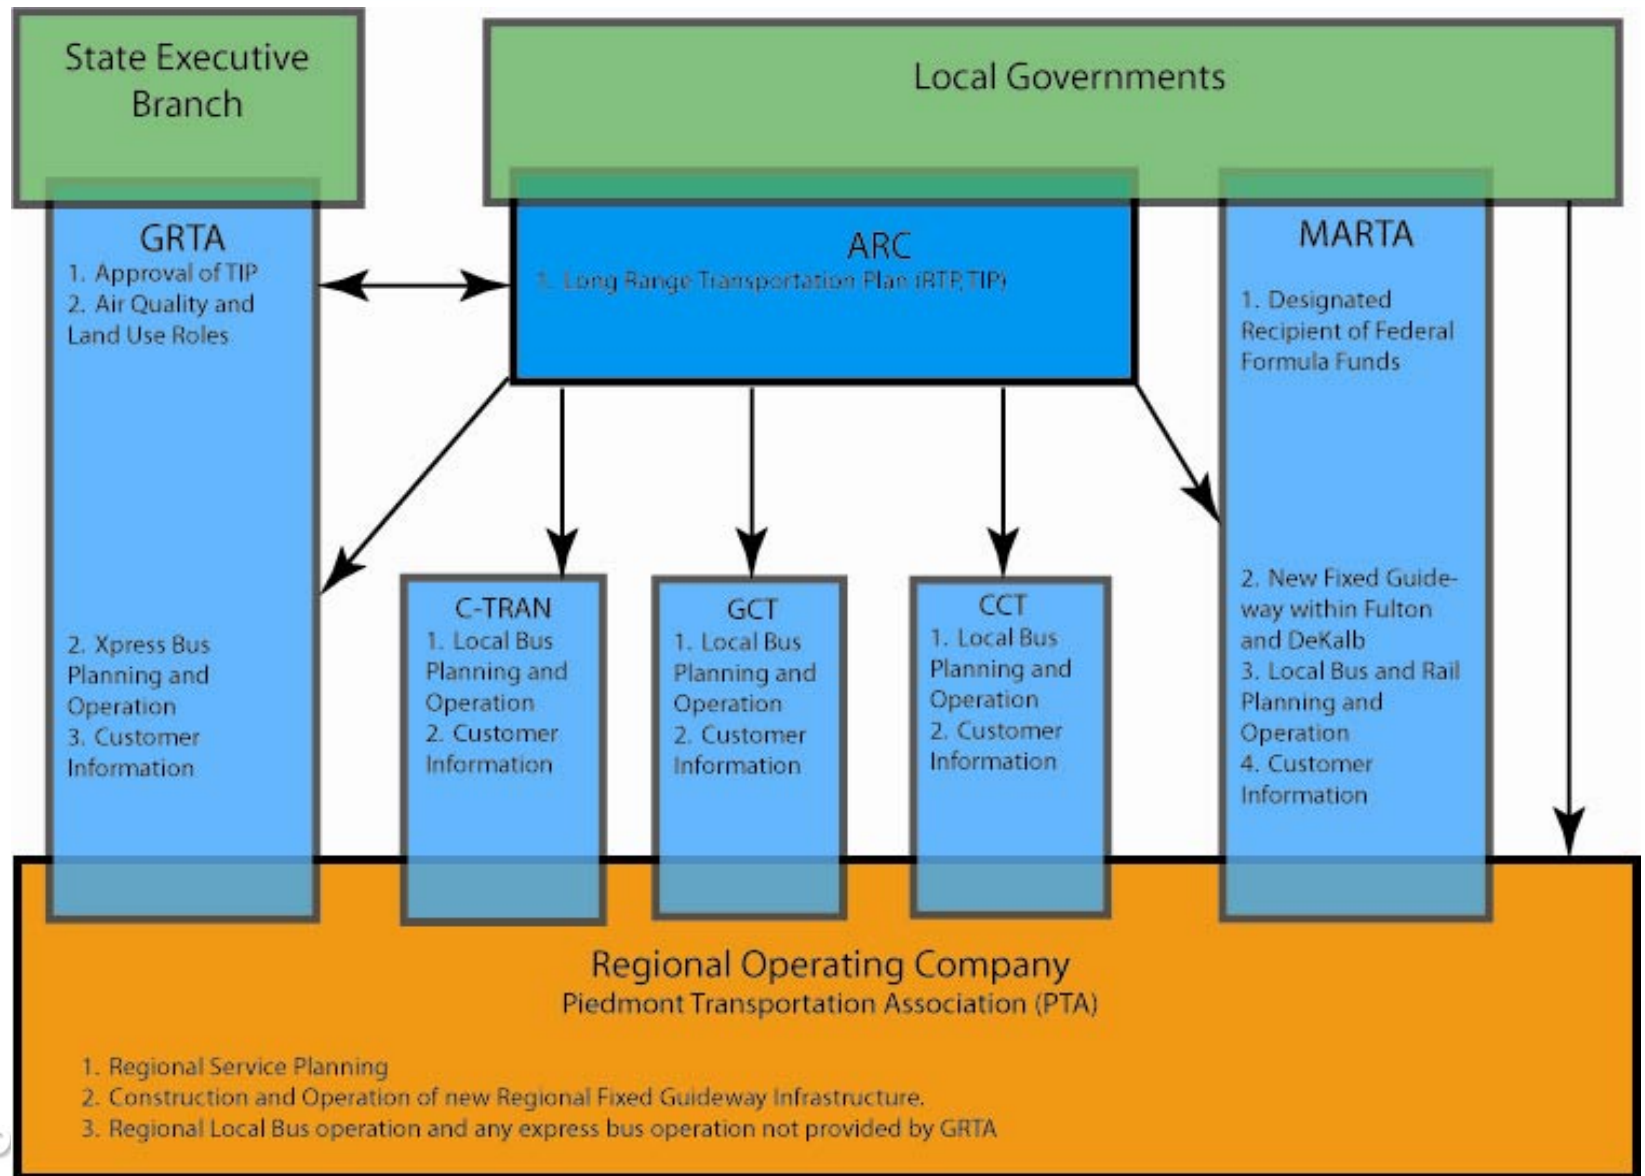 State Executive
Branch
Local Governments
GRTA
1. Approval of TIP
2. Air Quality and
Land Use Roles
2. Xpress Bus
Planning and
Operation
3. Customer
Information
ARC
1. Long Range Transportation Plan (RTP,TIP)
MARTA
1. Designated
Recipient of Federal
Formula Funds
2. New Fixed Guide-
way within Fulton
and DeKalb
3. Local Bus and Rail
Planning and
Operation
4. Customer
Information
C-TRAN
1. Local Bus
Planning and
Operation
2. Customer
Information
GCT
1. Local Bus
Planning and
Operation
2. Customer
Information
CCT
1. Local Bus
Planning and
Operation
2. Customer
Information
Regional Operating Company
Piedmont Transportation Association (PTA)
1. Regional Service Planning
2. Construction and Operation of new Regional Fixed Guideway Infrastructure.
3. Regional Local Bus operation and any express bus operation not provided by GRTA